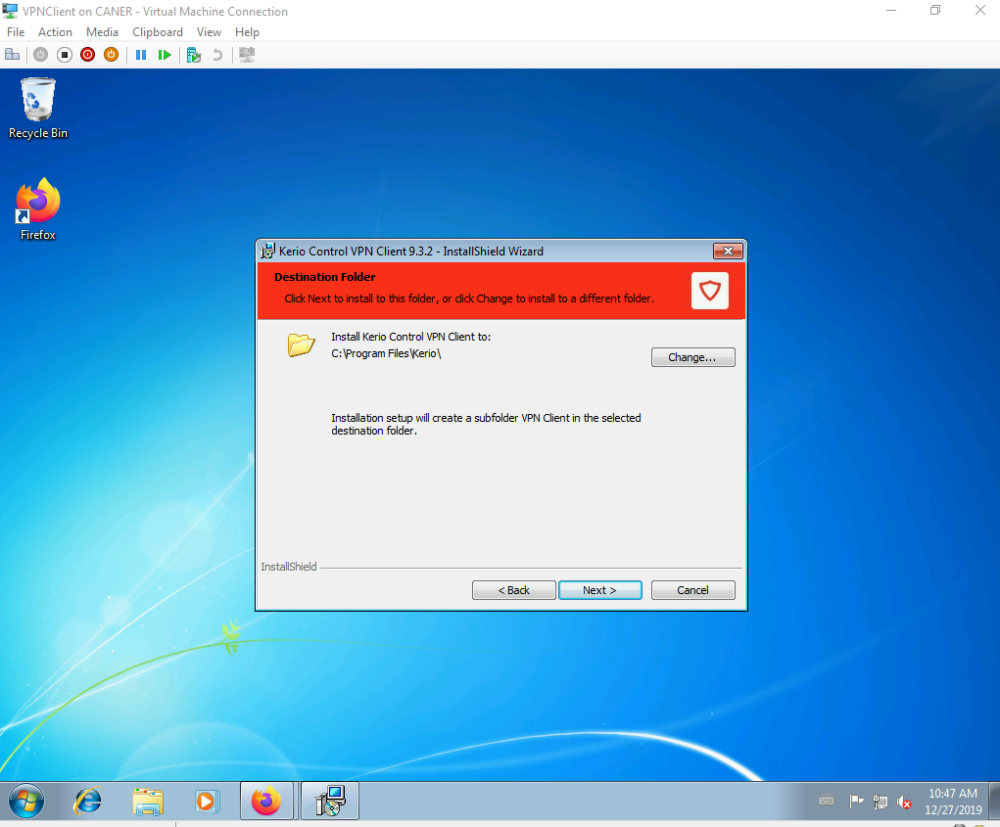 VPNClient on CANER - Virtual Machine Connection
File Action Media Clipboard View Help
Recycle Bin
Firefox
Kerio Control VPN Client 9.3.2 - InstallShield Wizard
Destination Folder
Click Next to install to this folder, or click Change to install to a different folder.
Install Kerio Control VPN Client to:
C:\Program Files\Kerio\
Change...
Installation setup will create a subfolder VPN Client in the selected
destination folder.
InstallShield
< Back Next > Cancel
10:47 AM
12/27/2019